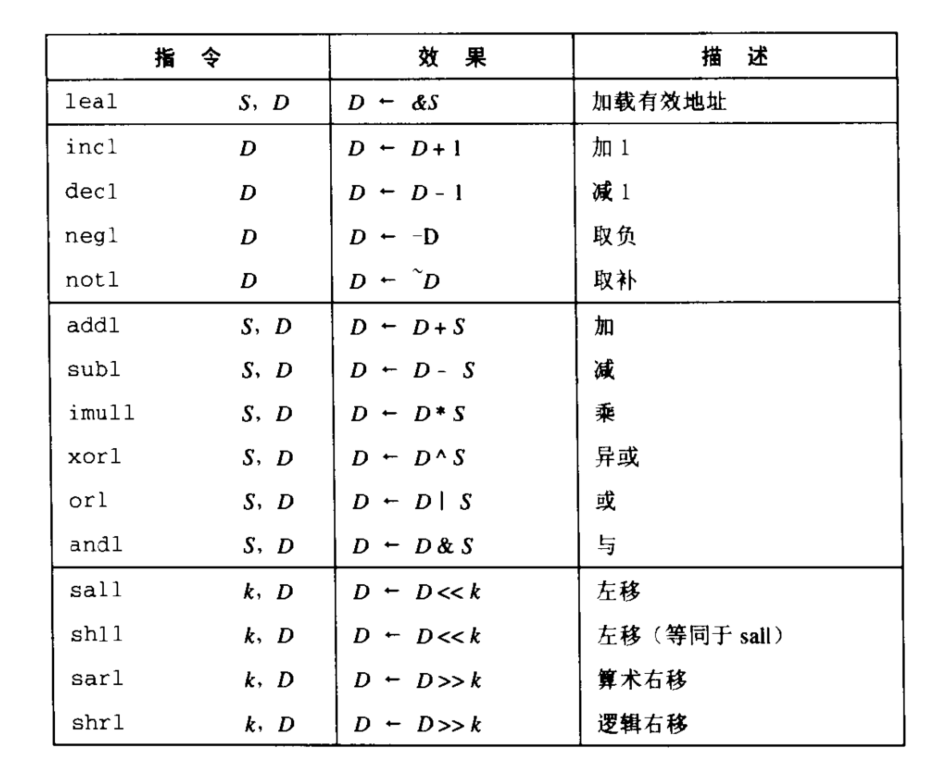 指 令 效 果 描 述
leal S, D D ← &S 加载有效地址
incl D D ← D+1 加 1
decl D D ← D-1 减 1
negl D D ← -D 取负
notl D D ← ~D 取补
addl S, D D ← D+S 加
subl S, D D ← D- S 减
imull S, D D ← D*S 乘
xorl S, D D ← D^S 异或
orl S, D D ← D| S 或
andl S, D D ← D&S 与
sall k, D D ← D<<k 左移
shll k, D D ← D<<k 左移（等同于 sall）
sarl k, D D ← D>>k 算术右移
shrl k, D D ← D>>k 逻辑右移